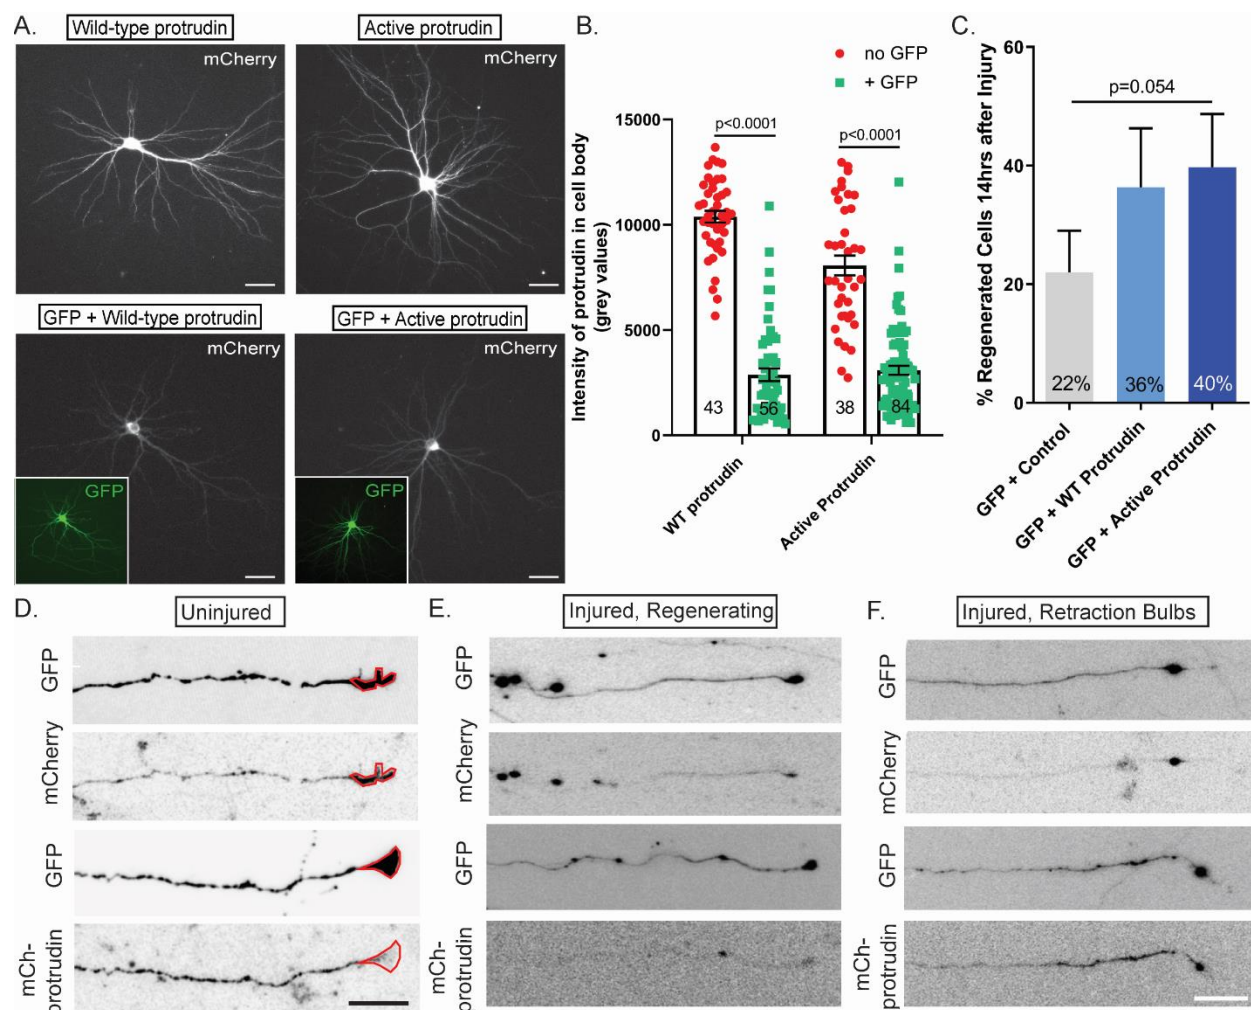 A.
Wild-type protrudin
mCherry
Active protrudin
mCherry
GFP + Wild-type protrudin
mCherry
GFP
GFP + Active protrudin
mCherry
GFP
B.
no GFP
+ GFP
Intensity of protrudin in cell body
(grey values)
15000
10000
5000
0
p<0.0001
p<0.0001
43
56
38
84
WT protrudin
Active Protrudin
C.
% Regenerated Cells 14hrs after Injury
60
40
20
0
p=0.054
22%
36%
40%
GFP + Control
GFP + WT Protrudin
GFP + Active Protrudin
D.
Uninjured
GFP
mCherry
GFP
mCh-
protrudin
E.
Injured, Regenerating
GFP
mCherry
GFP
mCh-
protrudin
F.
Injured, Retraction Bulbs
GFP
mCherry
GFP
mCh-
protrudin